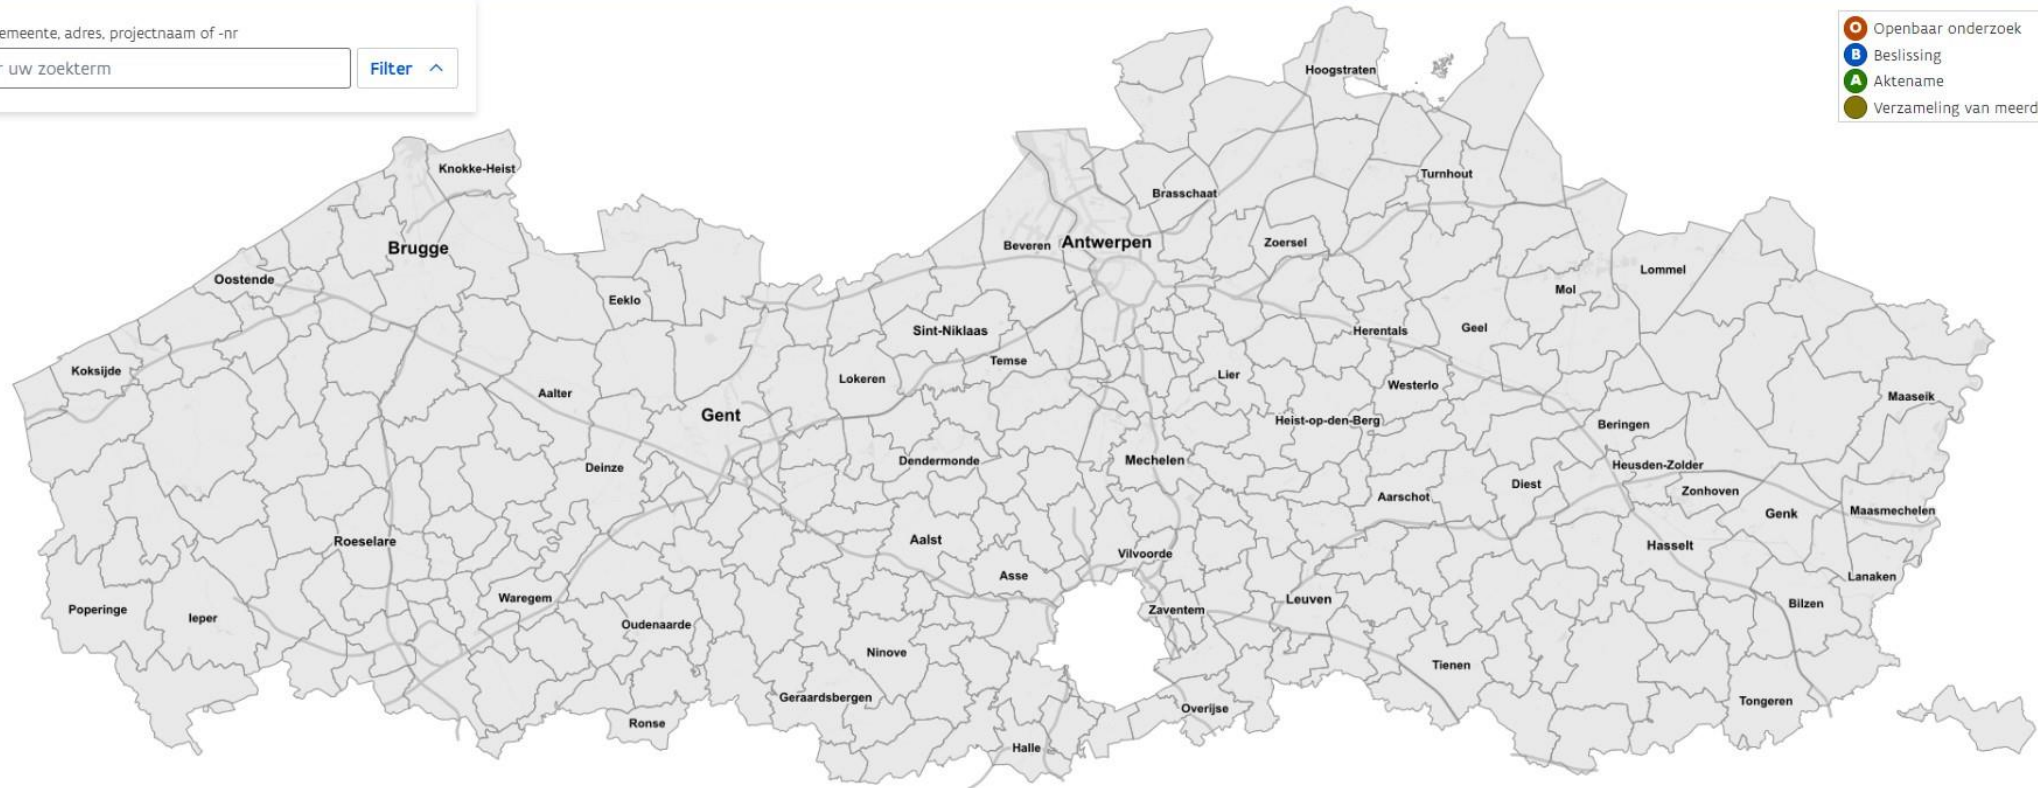 emeente, adres, projectnaam of -nr
r uw zoekterm
Filter
O Openbaar onderzoek
B Beslissing
A Aktename
Verzameling van meerd
Hoogstraten
Knokke-Heist
Turnhout
Brasschaat
Brugge
Beveren
Antwerpen
Zoersel
Oostende
Lommel
Mol
Eeklo
Sint-Niklaas
Herentals
Geel
Temse
Koksijde
Lokeren
Lier
Westerlo
Aalter
Maaseik
Gent
Heist-op-den-Berg
Beringen
Deinze
Dendermonde
Mechelen
Heusden-Zolder
Aarschot
Diest
Zonhoven
Genk
Maasmechelen
Roeselare
Aalst
Hasselt
Vilvoorde
Asse
Lanaken
Waregem
Leuven
Bilzen
Poperinge
Ieper
Zaventem
Oudenaarde
Ninove
Tienen
Geraardsbergen
Tongeren
Overijse
Ronse
Halle